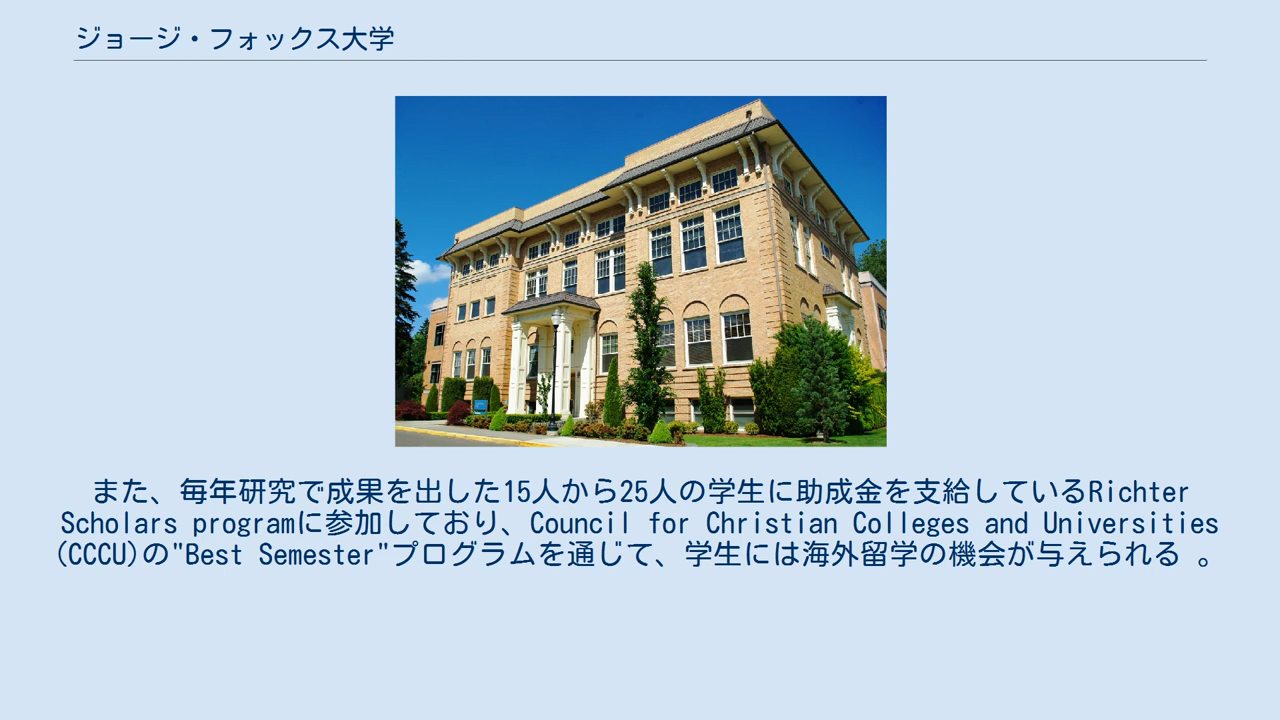 ジョージ・フォックス大学
また、毎年研究で成果を出した15人から25人の学生に助成金を支給しているRichter
Scholars programに参加しており、Council for Christian Colleges and Universities
(CCCU)の"Best Semester"プログラムを通じて、学生には海外留学の機会が与えられる 。